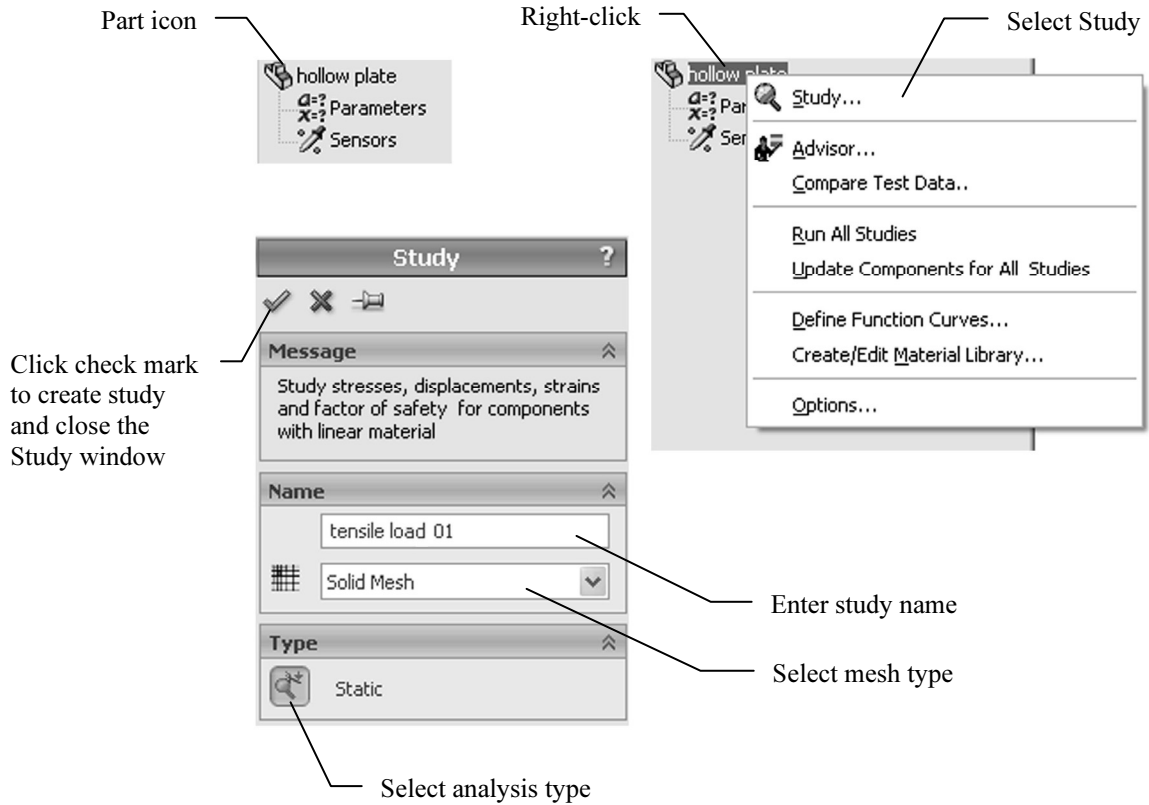 Part icon
Right-click
Select Study
hollow plate
a=?
x=?
Parameters
Sensors
hollow plate
a=?
x=?
Par
Ser
Study...
Advisor...
Compare Test Data..
Run All Studies
Update Components for All Studies
Define Function Curves...
Create/Edit Material Library...
Options...
Study
?
Click check mark
to create study
and close the
Study window
Message
Study stresses, displacements, strains
and factor of safety for components
with linear material
Name
tensile load 01
Solid Mesh
Enter study name
Type
Select mesh type
Static
Select analysis type